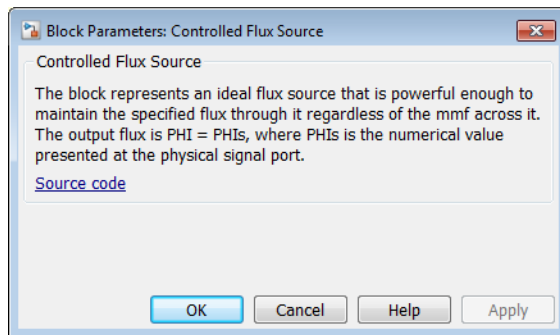 Block Parameters: Controlled Flux Source
Controlled Flux Source
The block represents an ideal flux source that is powerful enough to
maintain the specified flux through it regardless of the mmf across it.
The output flux is PHI = PHIs, where PHIs is the numerical value
presented at the physical signal port.
Source code
OK Cancel Help Apply